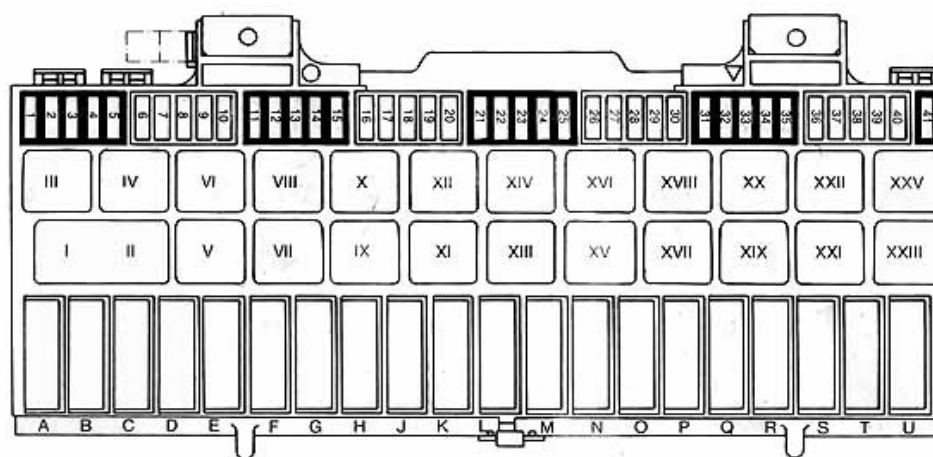 1 2 3 4 5 6 7 8 9 10 11 12 13 14 15 16 17 18 19 20 21 22 23 24 25 26 27 28 29 30 31 32 33 34 35 36 37 38 39 40 41
III IV VI VIII X XII XIV XVI XVIII XX XXII XXV
I II V VII IX XI XIII XV XVII XIX XXI XXIII
A B C D E F G H J K L M N O P Q R S T U